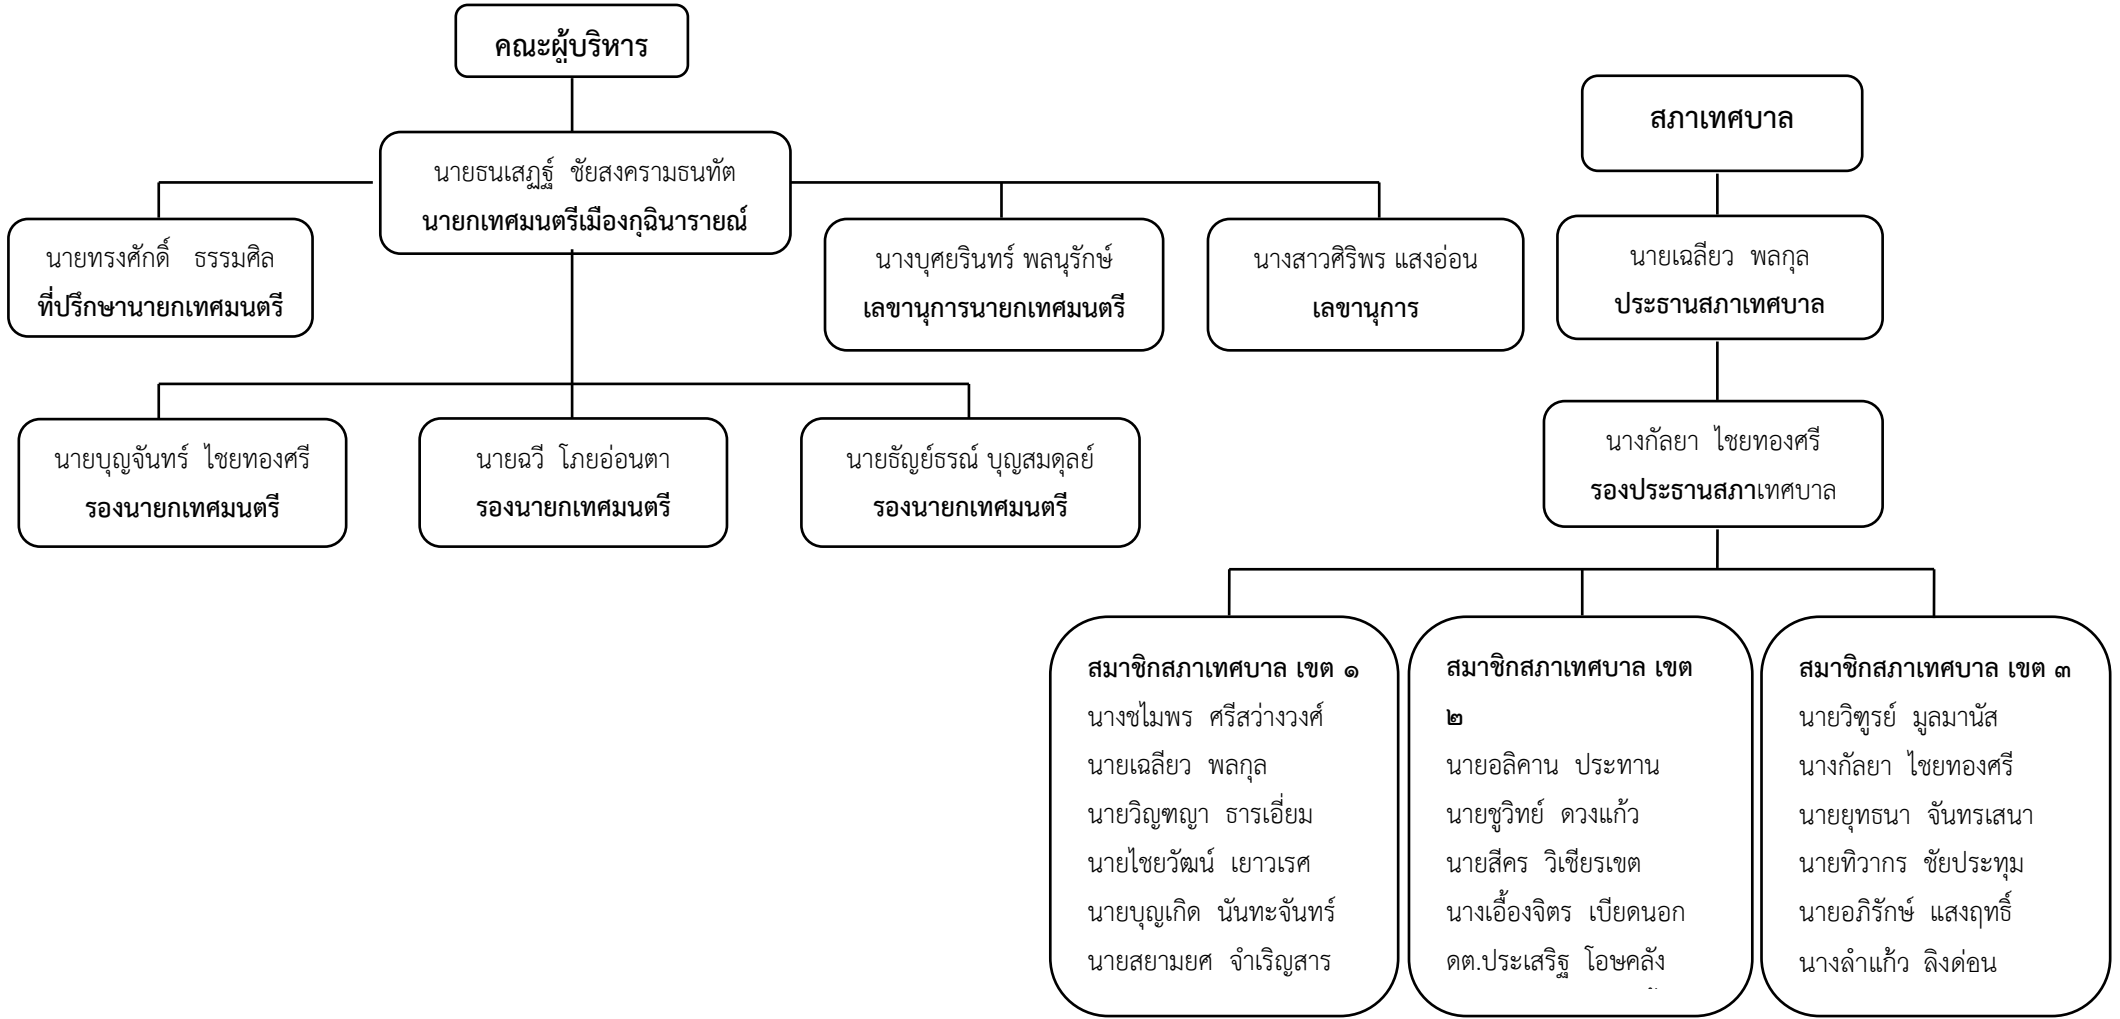 คณะผู้บริหาร
นายธนเสฏฐ์ ชัยสงครามธนทัต
นายกเทศมนตรีเมืองกุฉินารายณ์
นายทรงศักดิ์ ธรรมศิล
ที่ปรึกษานายกเทศมนตรี
นางบุศยรินทร์ พลนุรักษ์
เลขานุการนายกเทศมนตรี
นางสาวศิริพร แสงอ่อน
เลขานุการ
นายบุญจันทร์ ไชยทองศรี
รองนายกเทศมนตรี
นายฉวี โภยอ่อนตา
รองนายกเทศมนตรี
นายธัญย์ธรณ์ บุญสมดุลย์
รองนายกเทศมนตรี
สภาเทศบาล
นายเฉลียว พลกุล
ประธานสภาเทศบาล
นางกัลยา ไชยทองศรี
รองประธานสภาเทศบาล
สมาชิกสภาเทศบาล เขต ๑
นางชไมพร ศรีสว่างวงศ์
นายเฉลียว พลกุล
นายวิญฑญา ธารเอี่ยม
นายไชยวัฒน์ เยาวเรศ
นายบุญเกิด นันทะจันทร์
นายสยามยศ จำเริญสาร
สมาชิกสภาเทศบาล เขต
๒
นายอลิคาน ประทาน
นายชูวิทย์ ดวงแก้ว
นายสีคร วิเชียรเขต
นางเอื้องจิตร เบียดนอก
ดต.ประเสริฐ โอษคลัง
สมาชิกสภาเทศบาล เขต ๓
นายวิฑูรย์ มูลมานัส
นางกัลยา ไชยทองศรี
นายยุทธนา จันทรเสนา
นายทิวากร ชัยประทุม
นายอภิรักษ์ แสงฤทธิ์
นางลำแก้ว ลิงด่อน